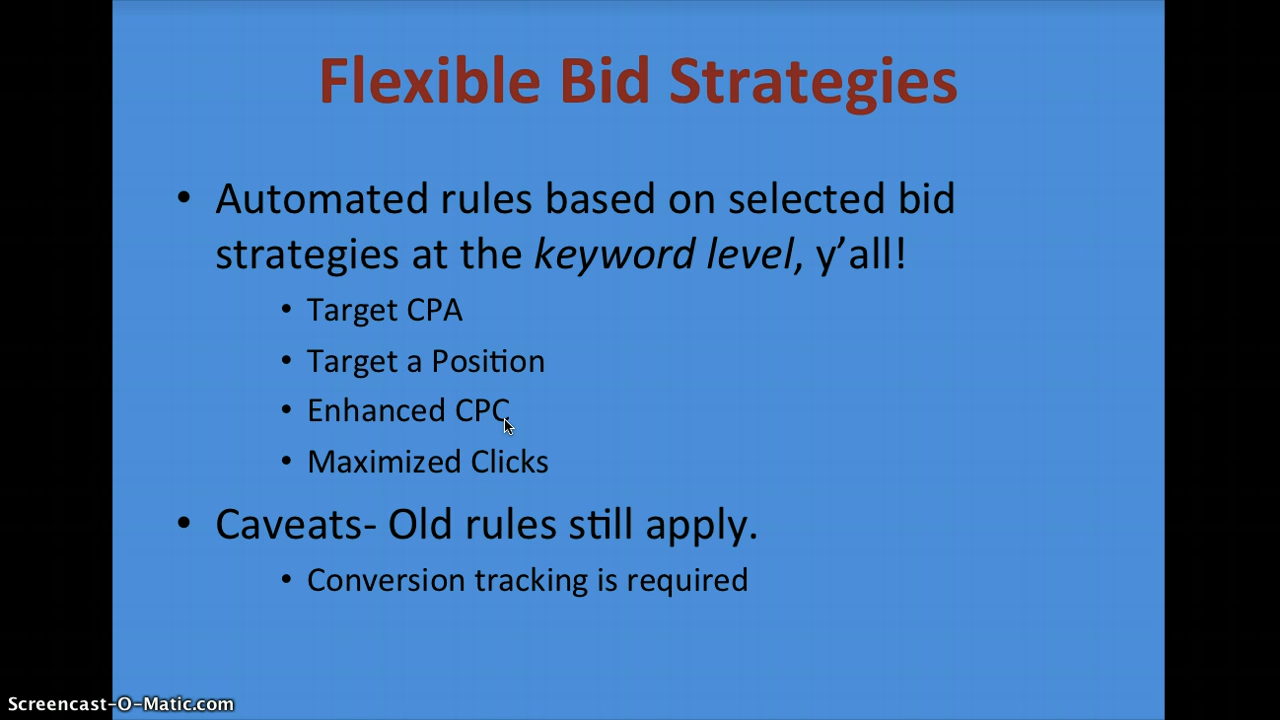 Flexible Bid Strategies
• Automated rules based on selected bid
strategies at the keyword level, y’all!
• Target CPA
• Target a Position
• Enhanced CPC
• Maximized Clicks
• Caveats- Old rules still apply.
• Conversion tracking is required
Screencast-O-Matic.com